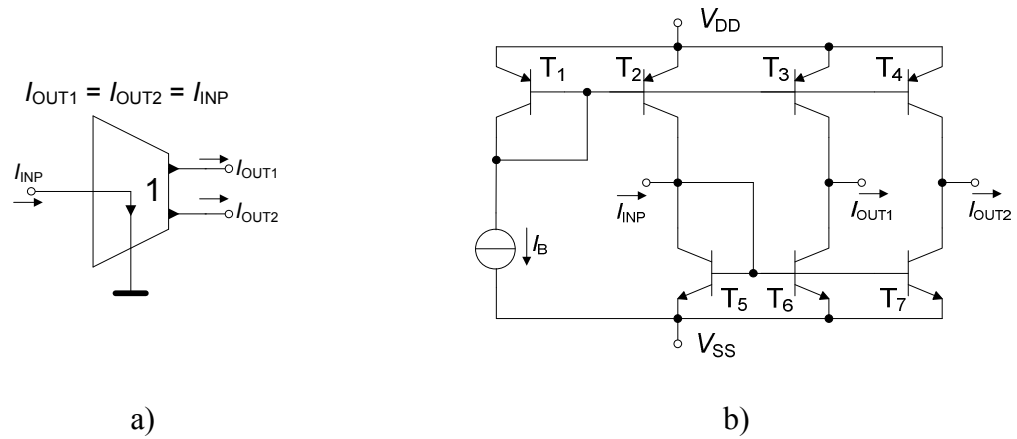 I_OUT1 = I_OUT2 = I_INP
I_INP
1
I_OUT1
I_OUT2
a)
V_DD
T_1
T_2
T_3
T_4
I_INP
I_OUT1
I_OUT2
I_B
T_5
T_6
T_7
V_SS
b)